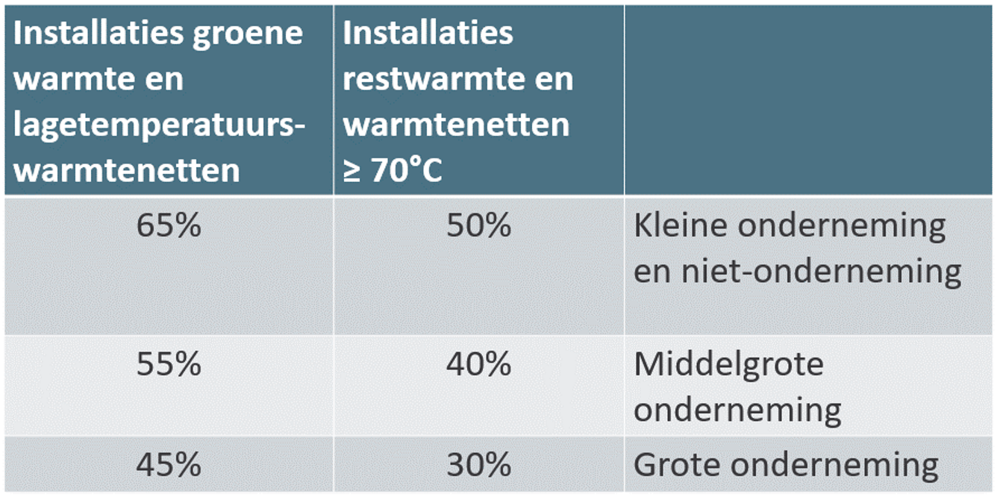 Installaties groene
warmte en
lagetemperatuurs-
warmtenetten
Installaties
restwarmte en
warmtenetten
≥ 70°C
65%
50%
Kleine onderneming
en niet-onderneming
55%
40%
Middelgrote
onderneming
45%
30%
Grote onderneming